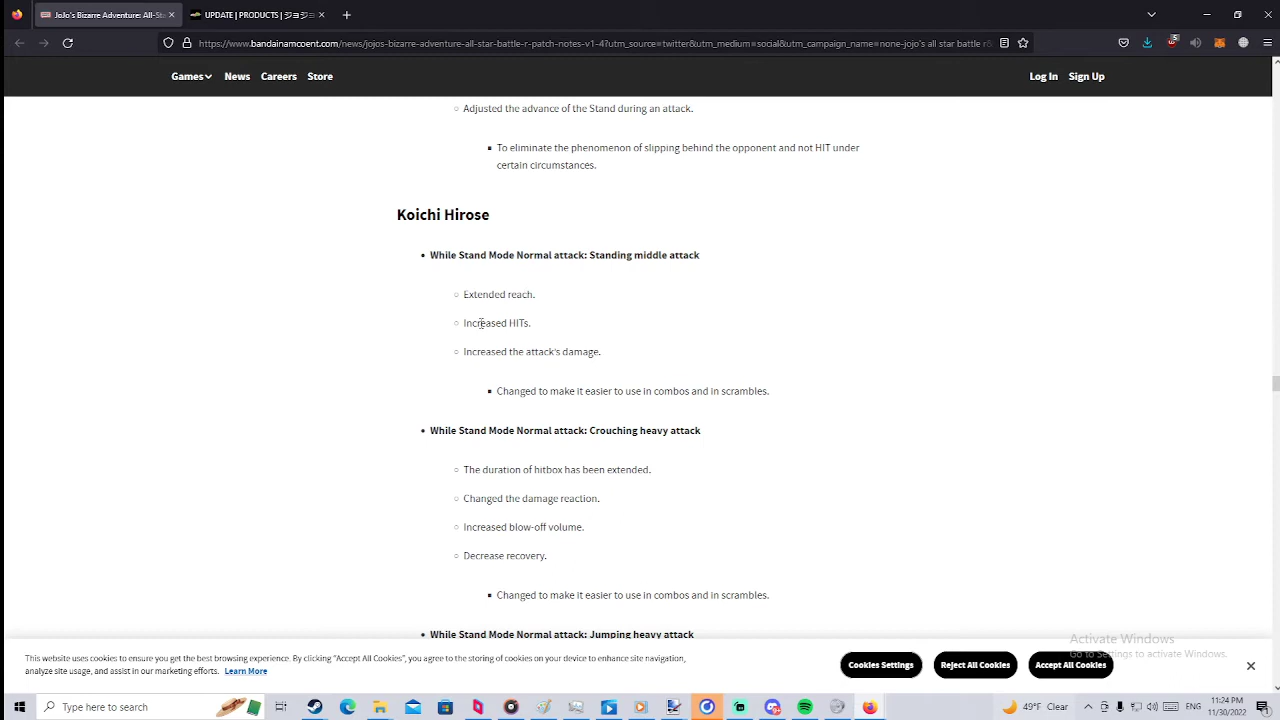 JoJo's Bizarre Adventure: All-Sta
UPDATE | PRODUCTS | ジョジ
https://www.bandainamcoent.com/news/jojos-bizarre-adventure-all-star-battle-r-patch-notes-v1-4?utm_source=twitter&utm_medium=social&utm_campaign_name=none-jojo's all star battle r
5
Games
News
Careers
Store
Log In
Sign Up
Adjusted the advance of the Stand during an attack.
To eliminate the phenomenon of slipping behind the opponent and not HIT under
certain circumstances.
Koichi Hirose
While Stand Mode Normal attack: Standing middle attack
Extended reach.
Increased HITs.
Increased the attack's damage.
Changed to make it easier to use in combos and in scrambles.
While Stand Mode Normal attack: Crouching heavy attack
The duration of hitbox has been extended.
Changed the damage reaction.
Increased blow-off volume.
Decrease recovery.
Changed to make it easier to use in combos and in scrambles.
While Stand Mode Normal attack: Jumping heavy attack
Activate Windows
Go to Settings to activate Windows.
This website uses cookies to ensure you get the best browsing experience. By clicking "Accept All Cookies", you agree to the storing of cookies on your device to enhance site navigation,
analyze site usage, and assist in our marketing efforts. Learn More
Cookies Settings
Reject All Cookies
Accept All Cookies
Type here to search
49°F Clear
ENG
11:24 PM
11/30/2022